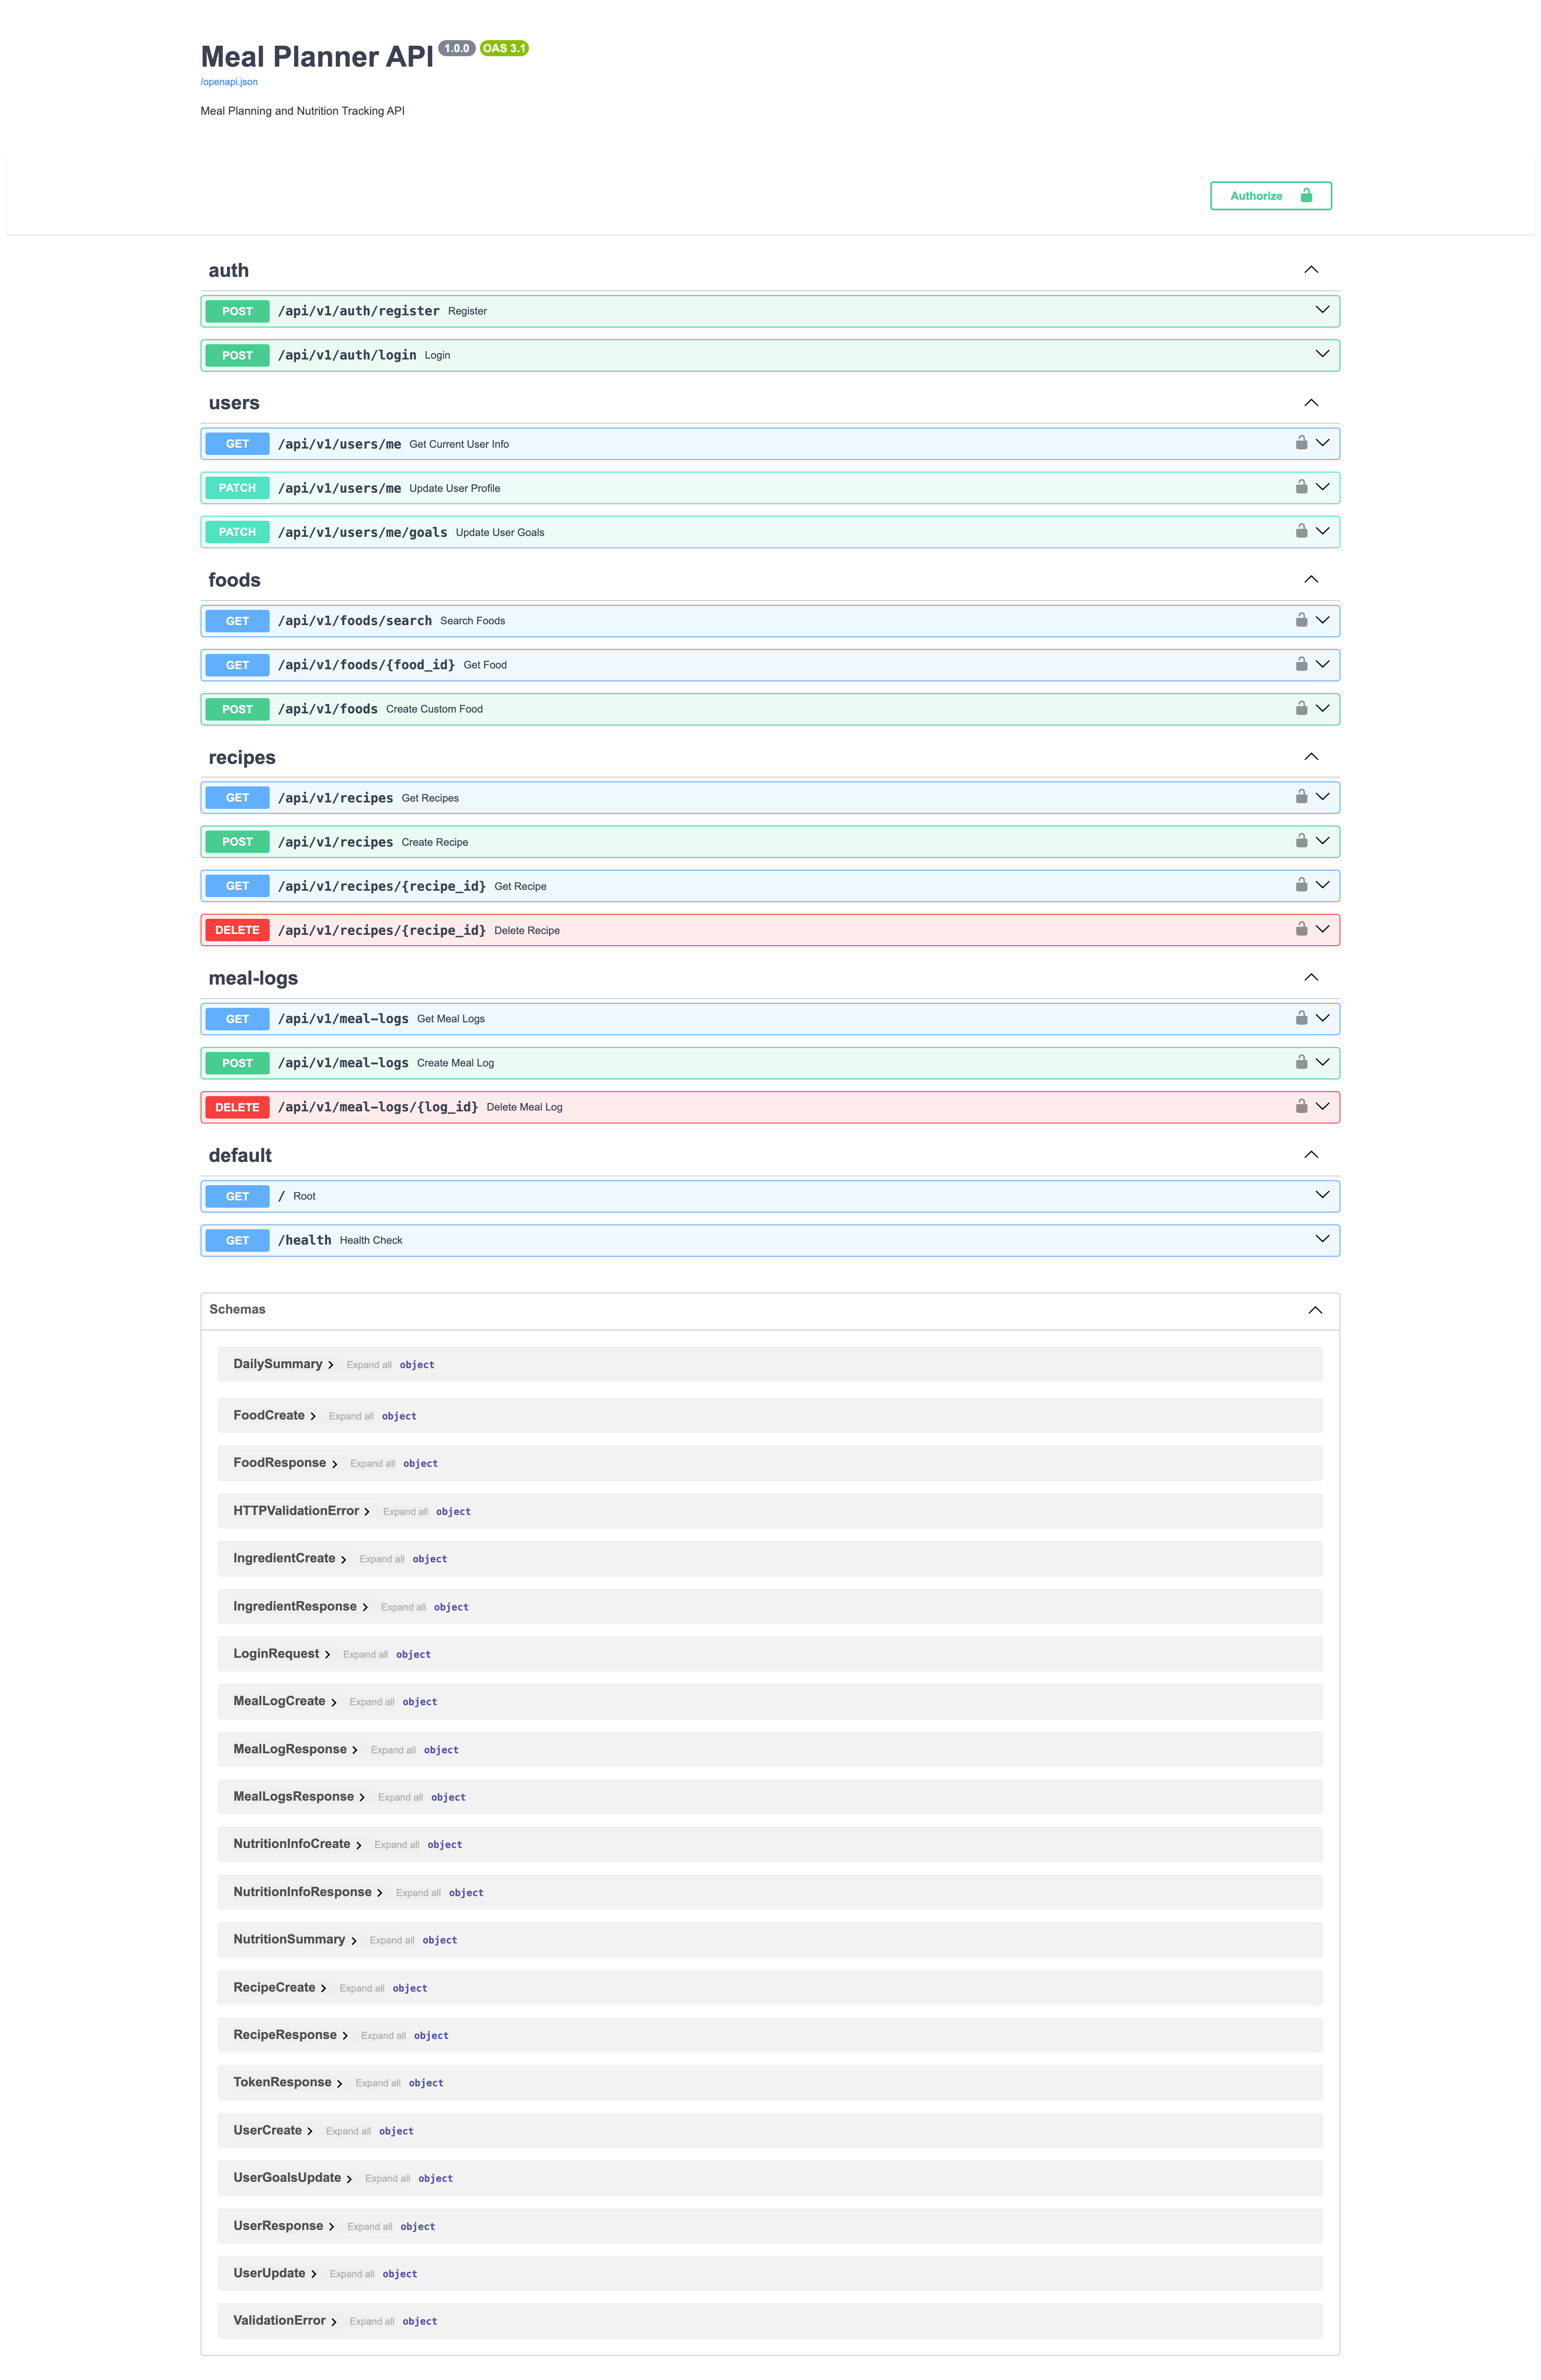 Meal Planner API 1.0.0 OAS 3.1
/openapi.json
Meal Planning and Nutrition Tracking API
Authorize
auth
POST /api/v1/auth/register Register
POST /api/v1/auth/login Login
users
GET /api/v1/users/me Get Current User Info
PATCH /api/v1/users/me Update User Profile
PATCH /api/v1/users/me/goals Update User Goals
foods
GET /api/v1/foods/search Search Foods
GET /api/v1/foods/{food_id} Get Food
POST /api/v1/foods Create Custom Food
recipes
GET /api/v1/recipes Get Recipes
POST /api/v1/recipes Create Recipe
GET /api/v1/recipes/{recipe_id} Get Recipe
DELETE /api/v1/recipes/{recipe_id} Delete Recipe
meal-logs
GET /api/v1/meal-logs Get Meal Logs
POST /api/v1/meal-logs Create Meal Log
DELETE /api/v1/meal-logs/{log_id} Delete Meal Log
default
GET / Root
GET /health Health Check
Schemas
DailySummary Expand all object
FoodCreate Expand all object
FoodResponse Expand all object
HTTPValidationError Expand all object
IngredientCreate Expand all object
IngredientResponse Expand all object
LoginRequest Expand all object
MealLogCreate Expand all object
MealLogResponse Expand all object
MealLogsResponse Expand all object
NutritionInfoCreate Expand all object
NutritionInfoResponse Expand all object
NutritionSummary Expand all object
RecipeCreate Expand all object
RecipeResponse Expand all object
TokenResponse Expand all object
UserCreate Expand all object
UserGoalsUpdate Expand all object
UserResponse Expand all object
UserUpdate Expand all object
ValidationError Expand all object